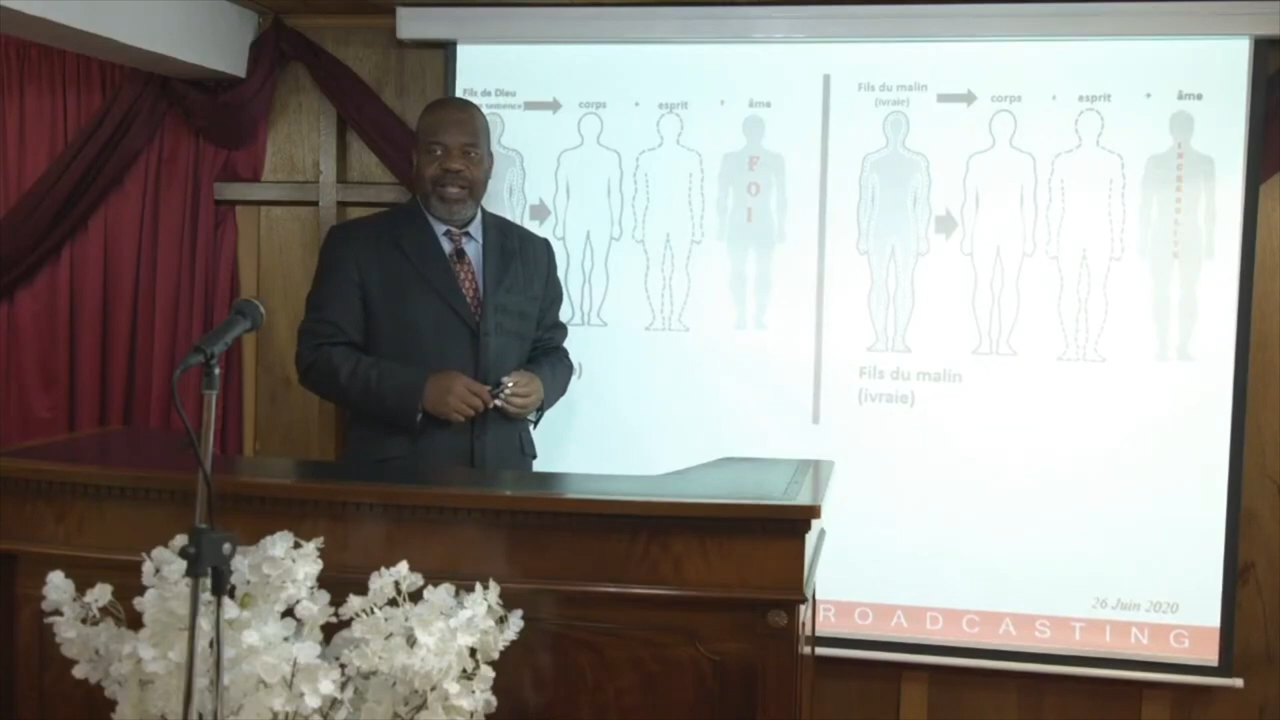 Fils de Dieu
semence)
corps + esprit + âme
F
O
I
Fils du malin
(ivraie)
corps + esprit + âme
Fils du malin
(ivraie)
26 Juin 2020
ROADCASTING